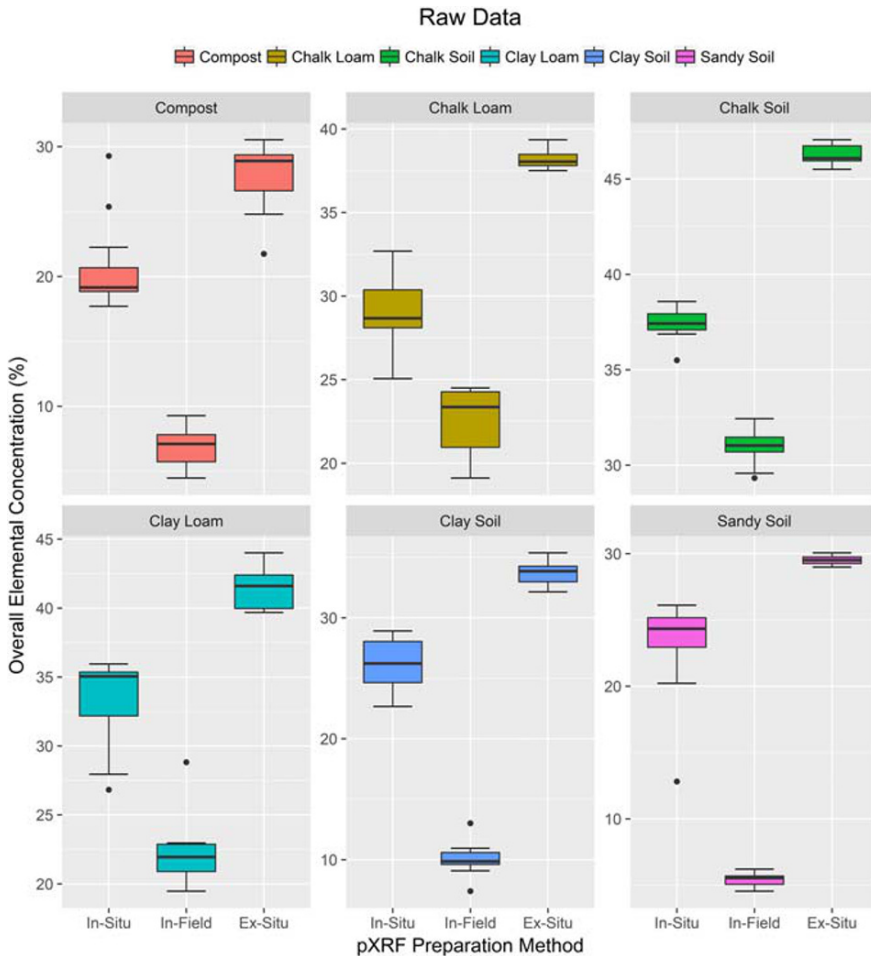 Raw Data
Compost Chalk Loam Chalk Soil Clay Loam Clay Soil Sandy Soil
Overall Elemental Concentration (%)
Compost
30
20
10
Chalk Loam
40
35
30
25
20
Chalk Soil
45
40
35
30
Clay Loam
45
40
35
30
25
20
In-Situ In-Field Ex-Situ
Clay Soil
30
20
10
In-Situ In-Field Ex-Situ
Sandy Soil
30
20
10
In-Situ In-Field Ex-Situ
pXRF Preparation Method